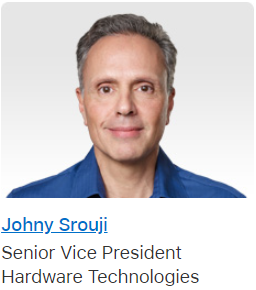 Johny Srouji
Senior Vice President
Hardware Technologies